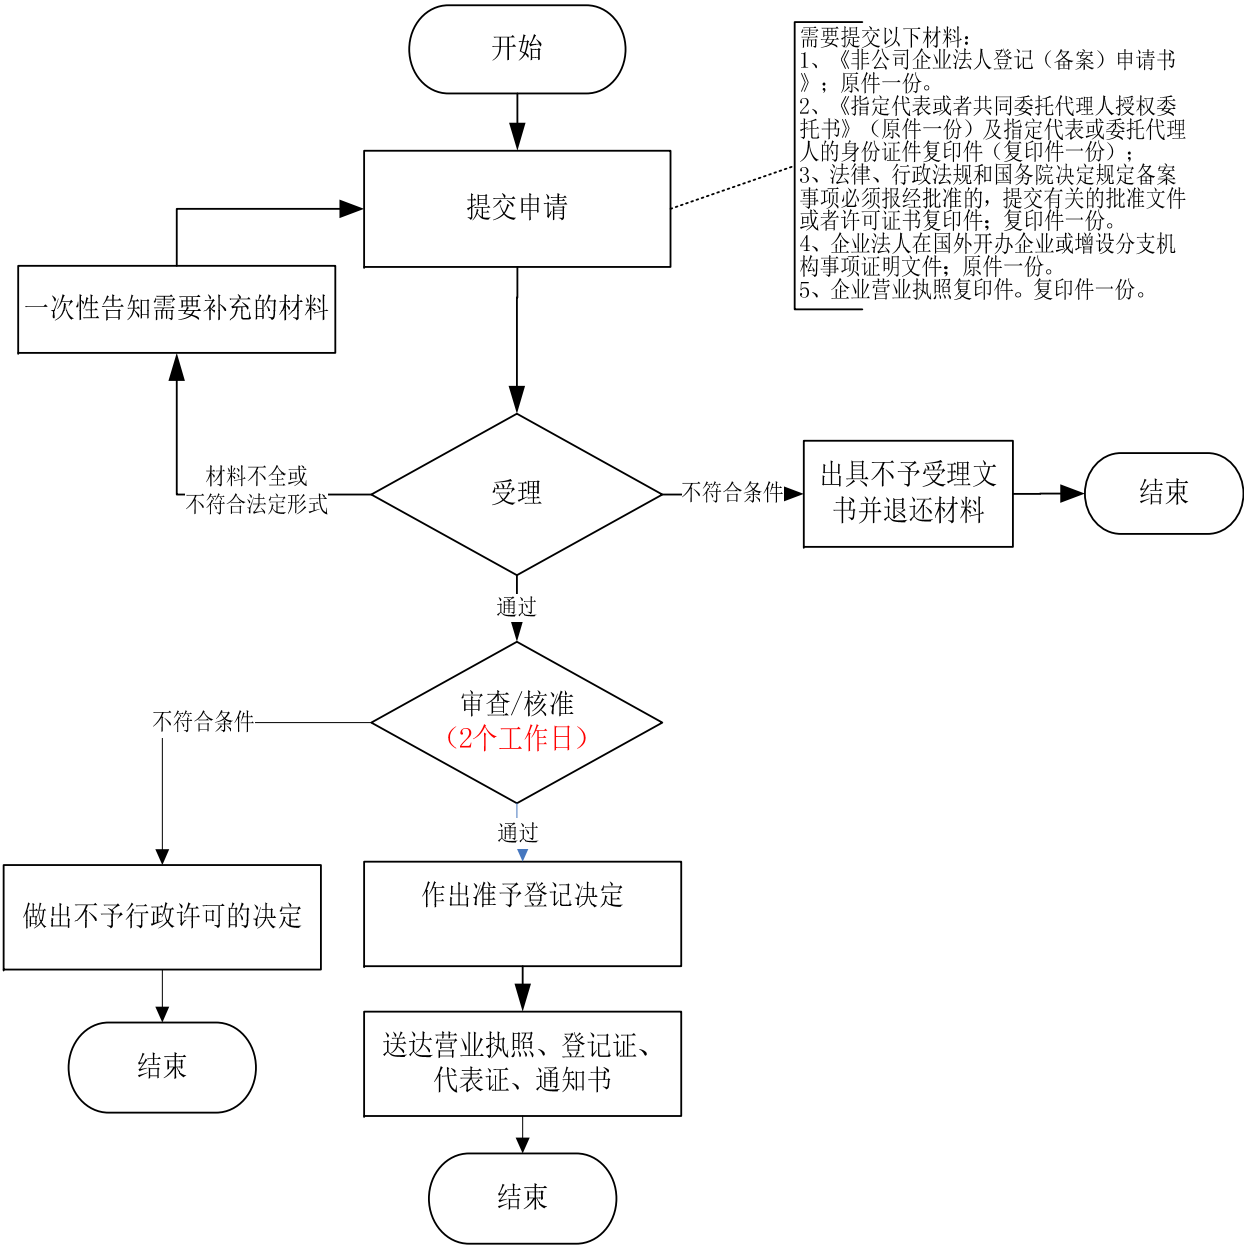 开始
需要提交以下材料：
1、《非公司企业法人登记（备案）申请书
》；原件一份。
2、《指定代表或者共同委托代理人授权委
托书》（原件一份）及指定代表或委托代理
人的身份证件复印件（复印件一份）；
3、法律、行政法规和国务院决定规定备案
事项必须报经批准的，提交有关的批准文件
或者许可证书复印件；复印件一份。
4、企业法人在国外开办企业或增设分支机
构事项证明文件；原件一份。
5、企业营业执照复印件。复印件一份。
提交申请
一次性告知需要补充的材料
材料不全或
不符合法定形式
受理
不符合条件
出具不予受理文
书并退还材料
结束
通过
审查/核准
（2个工作日）
不符合条件
通过
做出不予行政许可的决定
作出准予登记决定
结束
送达营业执照、登记证、
代表证、通知书
结束